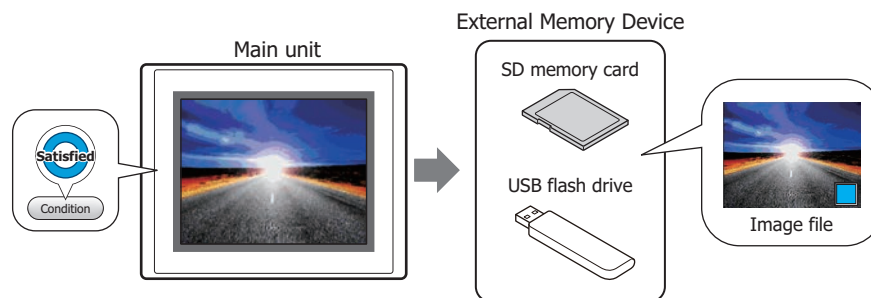 External Memory Device
Main unit
SD memory card
Satisfied
Condition
USB flash drive
Image file